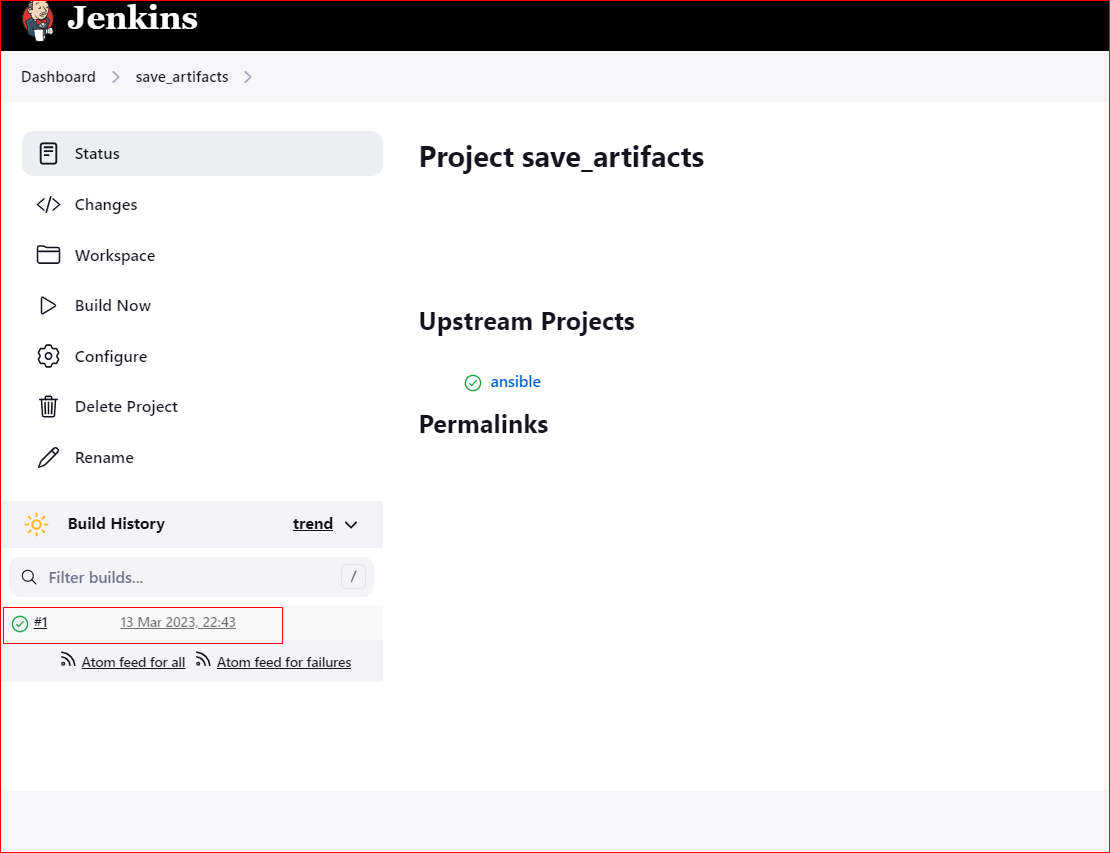 Jenkins
Dashboard > save_artifacts >
Status
Changes
Workspace
Build Now
Configure
Delete Project
Rename
Build History trend
Filter builds... /
#1 13 Mar 2023, 22:43
Atom feed for all Atom feed for failures
Project save_artifacts
Upstream Projects
ansible
Permalinks